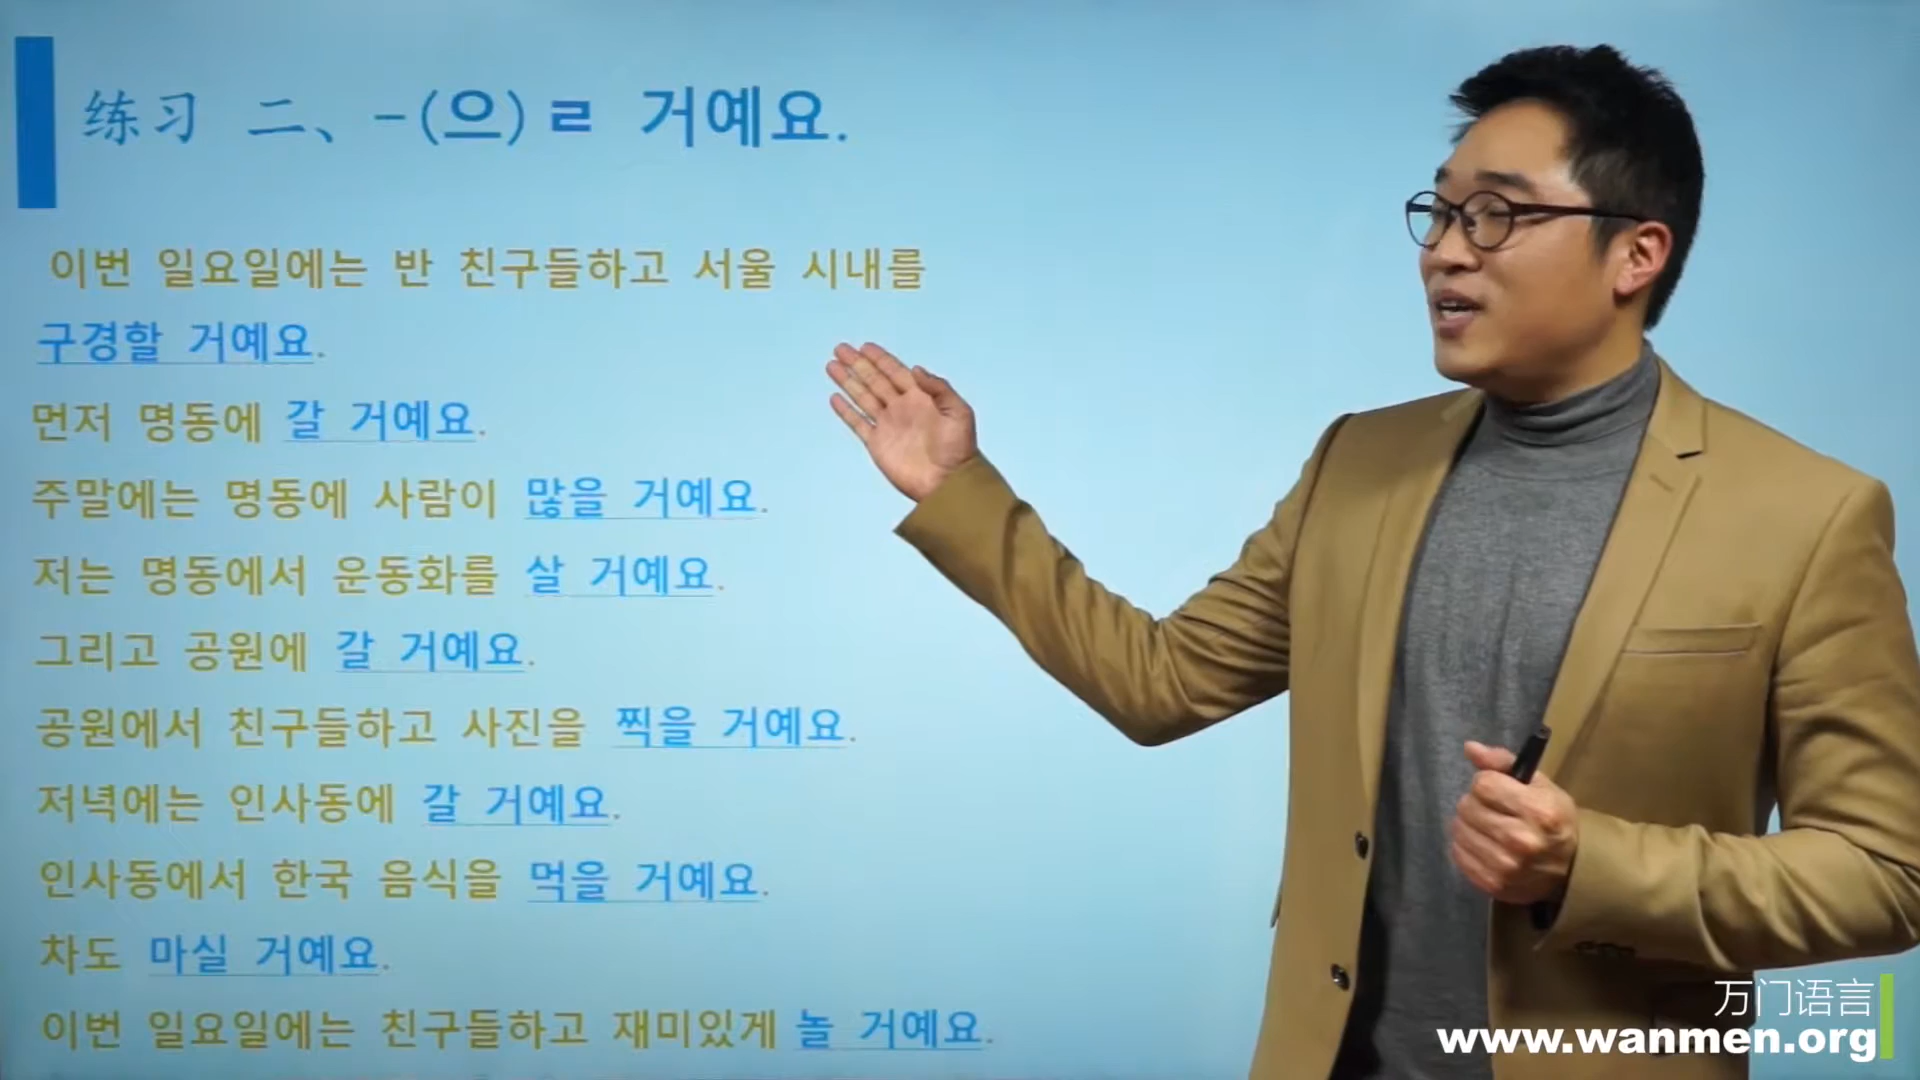 练习 二、-(으)ㄹ 거예요.
이번 일요일에는 반 친구들하고 서울 시내를
구경할 거예요.
먼저 명동에 갈 거예요.
주말에는 명동에 사람이 많을 거예요.
저는 명동에서 운동화를 살 거예요.
그리고 공원에 갈 거예요.
공원에서 친구들하고 사진을 찍을 거예요.
저녁에는 인사동에 갈 거예요.
인사동에서 한국 음식을 먹을 거예요.
차도 마실 거예요.
이번 일요일에는 친구들하고 재미있게 놀 거예요.
万门语言
www.wanmen.org